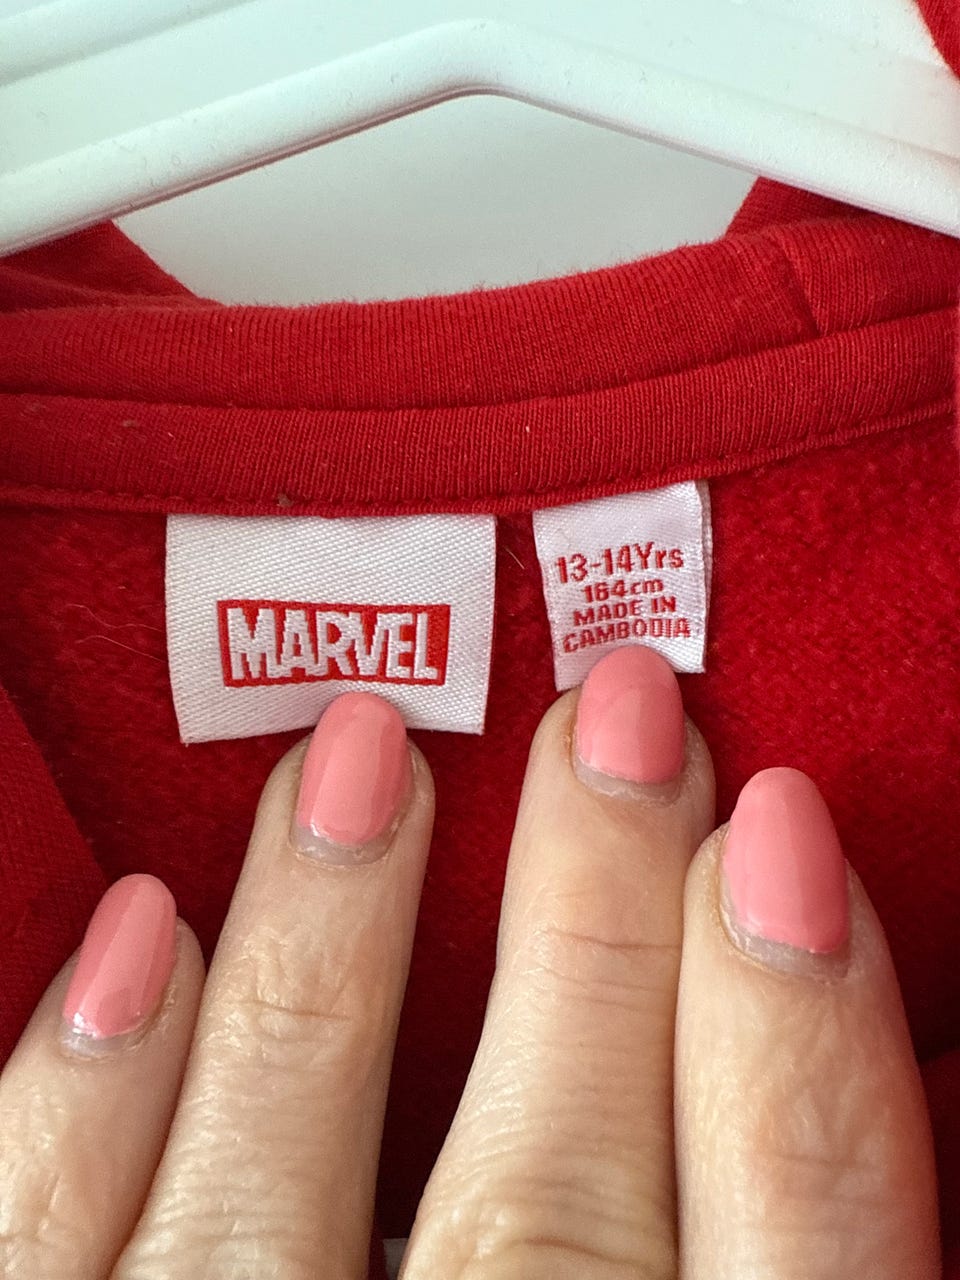 MARVEL
13-14Yrs
164cm
MADE IN
CAMBODIA